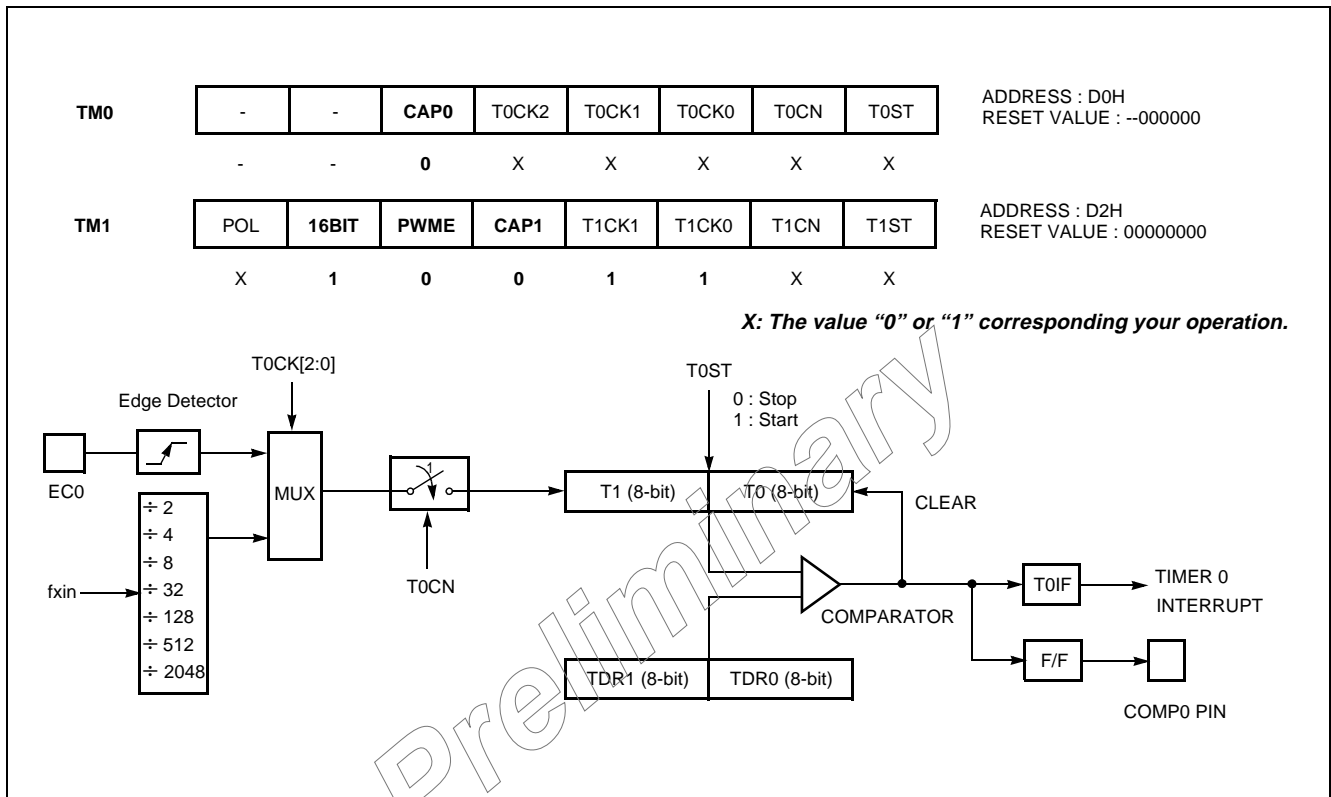 TM0 - - CAP0 T0CK2 T0CK1 T0CK0 T0CN T0ST
ADDRESS : D0H
RESET VALUE : --000000
- - 0 X X X X X
TM1 POL 16BIT PWME CAP1 T1CK1 T1CK0 T1CN T1ST
ADDRESS : D2H
RESET VALUE : 00000000
X 1 0 0 1 1 X X
X: The value “0” or “1” corresponding your operation.
T0CK[2:0]
Edge Detector
EC0
MUX
÷ 2
÷ 4
÷ 8
÷ 32
÷ 128
÷ 512
÷ 2048
fxin
1
T0CN
T0ST
0 : Stop
1 : Start
T1 (8-bit) T0 (8-bit)
CLEAR
COMPARATOR
TDR1 (8-bit) TDR0 (8-bit)
T0IF
TIMER 0
INTERRUPT
F/F
COMP0 PIN
Preliminary